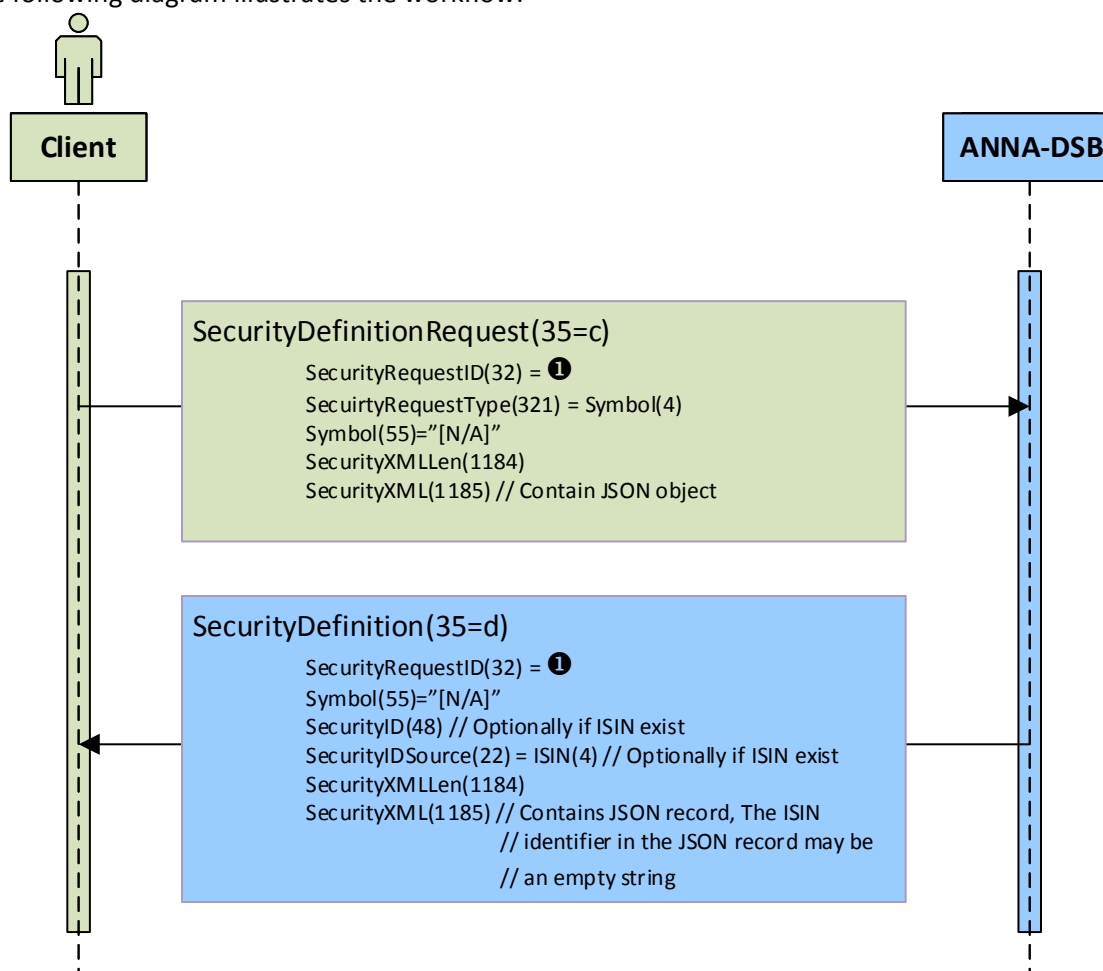 following diagram illustrates the workflow.
Client
ANNA-DSB
SecurityDefinitionRequest(35=c)
SecurityRequestID(32) = ❶
SecuirtyRequestType(321) = Symbol(4)
Symbol(55)="[N/A]"
SecurityXMLLen(1184)
SecurityXML(1185) // Contain JSON object
SecurityDefinition(35=d)
SecurityRequestID(32) = ❶
Symbol(55)="[N/A]"
SecurityID(48) // Optionally if ISIN exist
SecurityIDSource(22) = ISIN(4) // Optionally if ISIN exist
SecurityXMLLen(1184)
SecurityXML(1185) // Contains JSON record, The ISIN
// identifier in the JSON record may be
// an empty string